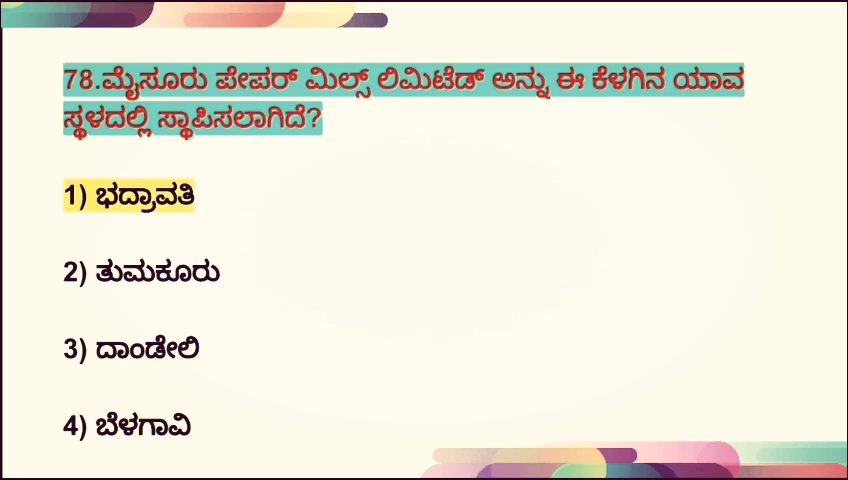 78.ಮೈಸೂರು ಪೇಪರ್ ಮಿಲ್ಸ್ ಲಿಮಿಟೆಡ್ ಅನ್ನು ಈ ಕೆಳಗಿನ ಯಾವ
ಸ್ಥಳದಲ್ಲಿ ಸ್ಥಾಪಿಸಲಾಗಿದೆ?
1) ಭದ್ರಾವತಿ
2) ತುಮಕೂರು
3) ದಾಂಡೇಲಿ
4) ಬೆಳಗಾವಿ